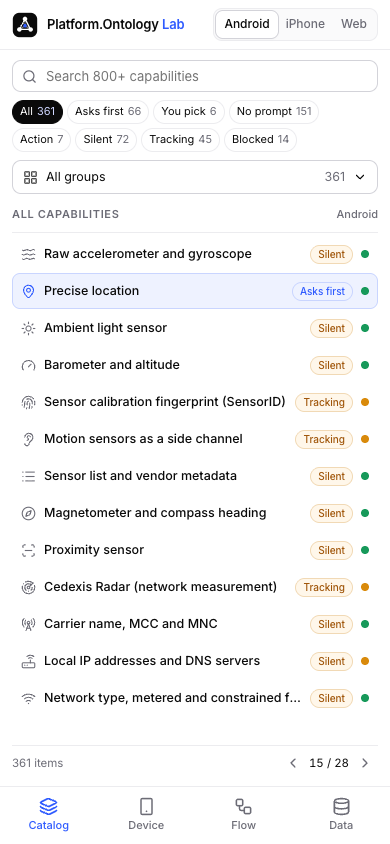 Platform.Ontology Lab
Android iPhone Web
Search 800+ capabilities
All 361 Asks first 66 You pick 6 No prompt 151
Action 7 Silent 72 Tracking 45 Blocked 14
All groups 361
ALL CAPABILITIES Android
Raw accelerometer and gyroscope Silent
Precise location Asks first
Ambient light sensor Silent
Barometer and altitude Silent
Sensor calibration fingerprint (SensorID) Tracking
Motion sensors as a side channel Tracking
Sensor list and vendor metadata Silent
Magnetometer and compass heading Silent
Proximity sensor Silent
Cedexis Radar (network measurement) Tracking
Carrier name, MCC and MNC Silent
Local IP addresses and DNS servers Silent
Network type, metered and constrained f... Silent
361 items 15 / 28
Catalog Device Flow Data